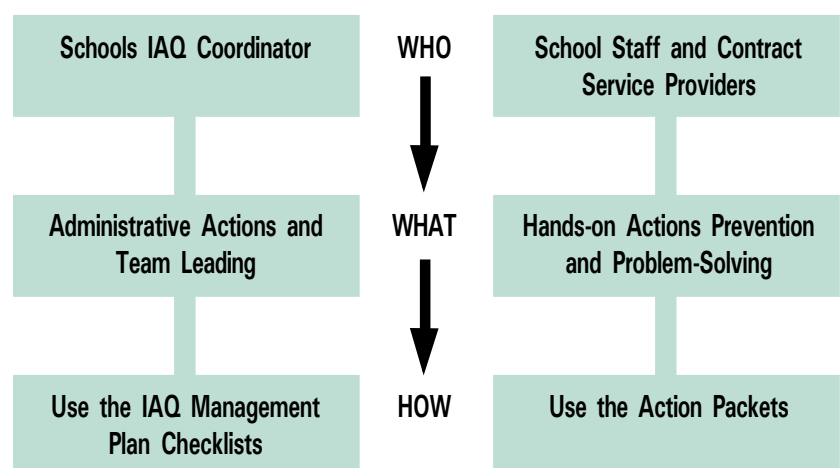 Schools IAQ Coordinator
WHO
School Staff and Contract
Service Providers
Administrative Actions and
Team Leading
WHAT
Hands-on Actions Prevention
and Problem-Solving
Use the IAQ Management
Plan Checklists
HOW
Use the Action Packets